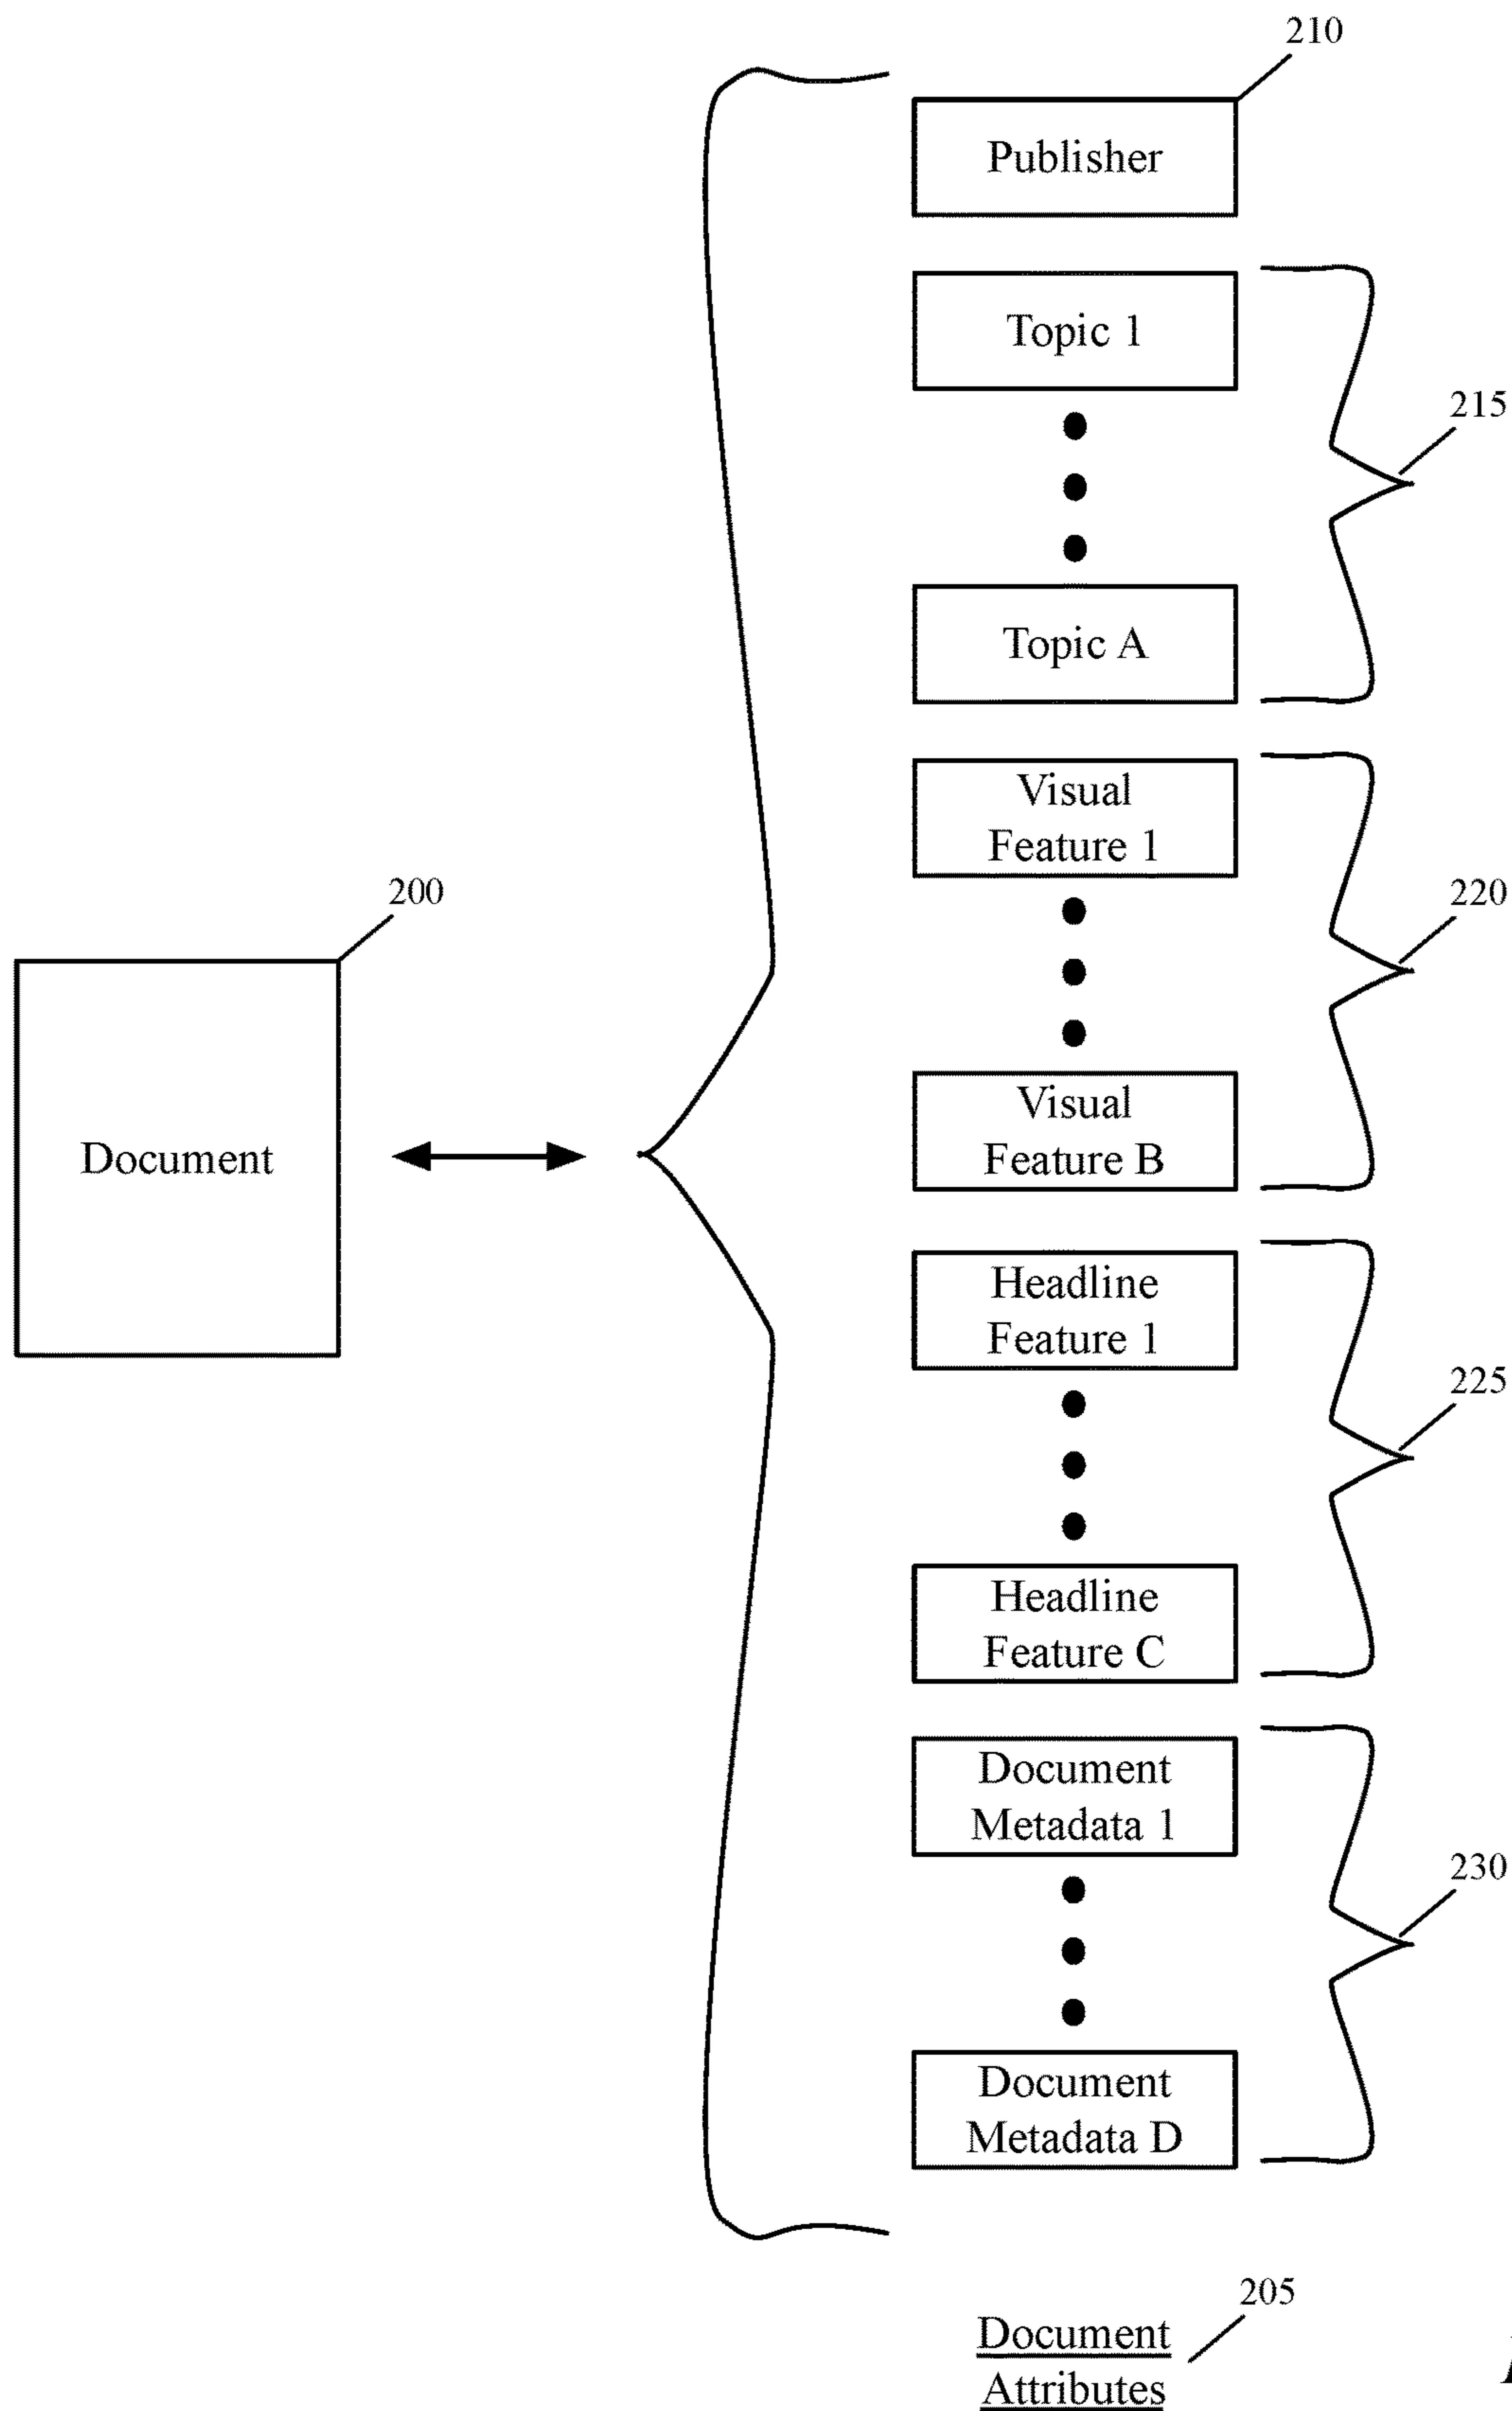 210
Publisher
Topic 1
215
Topic A
Visual
Feature 1
200
220
Visual
Feature B
Document
Headline
Feature 1
225
Headline
Feature C
Document
Metadata 1
230
Document
Metadata D
205
Document
Attributes